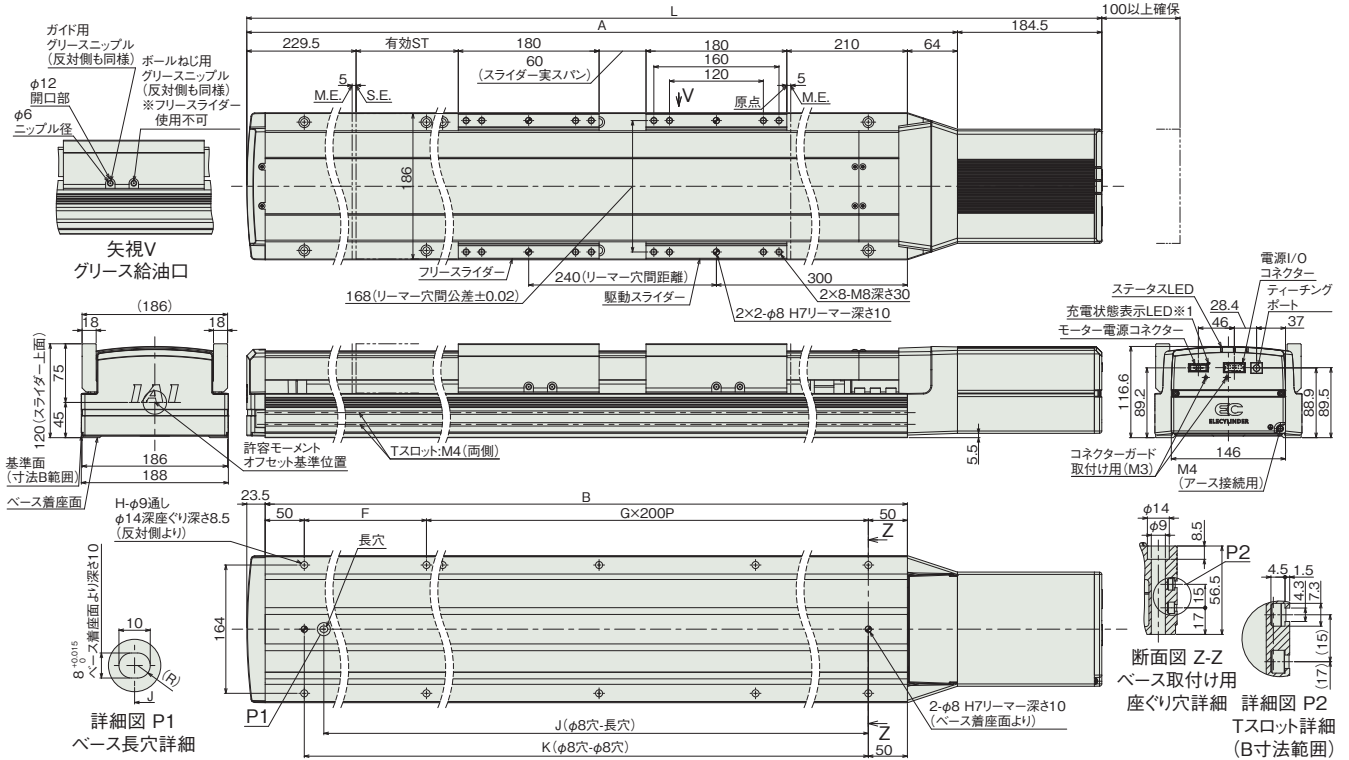 L
100以上確保
A
184.5
229.5
有効ST
180
60
(スライダー実スパン)
180
210
64
160
120
5
M.E.
S.E.
V
原点
5
M.E.
ガイド用
グリースニップル
(反対側も同様)
ボールねじ用
グリースニップル
(反対側も同様)
※フリースライダー
使用不可
φ12
開口部
φ6
ニップル径
矢視V
グリース給油口
186
フリースライダー
240(リーマー穴間距離)
300
168(リーマー穴間公差±0.02)
駆動スライダー
2×8-M8深さ30
2×2-φ8 H7リーマー深さ10
(186)
18
18
120(スライダー上面)
75
45
基準面
(寸法B範囲)
ベース着座面
186
188
許容モーメント
オフセット基準位置
IAI
Tスロット:M4(両側)
5.5
電源I/O
コネクター
ステータスLED
ティーチング
ポート
28.4
充電状態表示LED※1
46
37
モーター電源コネクター
116.6
89.2
88.9
89.5
EC
ELECYLINDER
コネクターガード
取付け用(M3)
146
M4
(アース接続用)
23.5
B
H-φ9通し
φ14深座ぐり深さ8.5
(反対側より)
50
F
G×200P
50
Z
長穴
164
P1
J(φ8穴-長穴)
K(φ8穴-φ8穴)
Z
50
2-φ8 H7リーマー深さ10
(ベース着座面より)
10
8 +0.015 0
ベース着座面より深さ10
(R)
J
詳細図 P1
ベース長穴詳細
φ14
φ9
8.5
P2
15
17
56.5
断面図 Z-Z
ベース取付け用
座ぐり穴詳細
4.5
1.5
4.3
7.3
(15)
(17)
詳細図 P2
Tスロット詳細
(B寸法範囲)